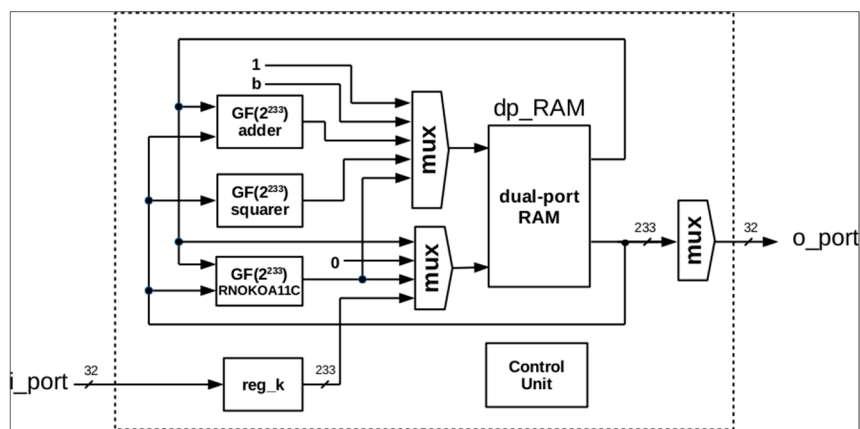 1
b
GF(2²³³)
adder
mux
dp_RAM
dual-port
RAM
GF(2²³³)
squarer
233
mux
32
o_port
0
mux
GF(2²³³)
RNOKOA11C
i_port
32
reg_k
233
Control
Unit